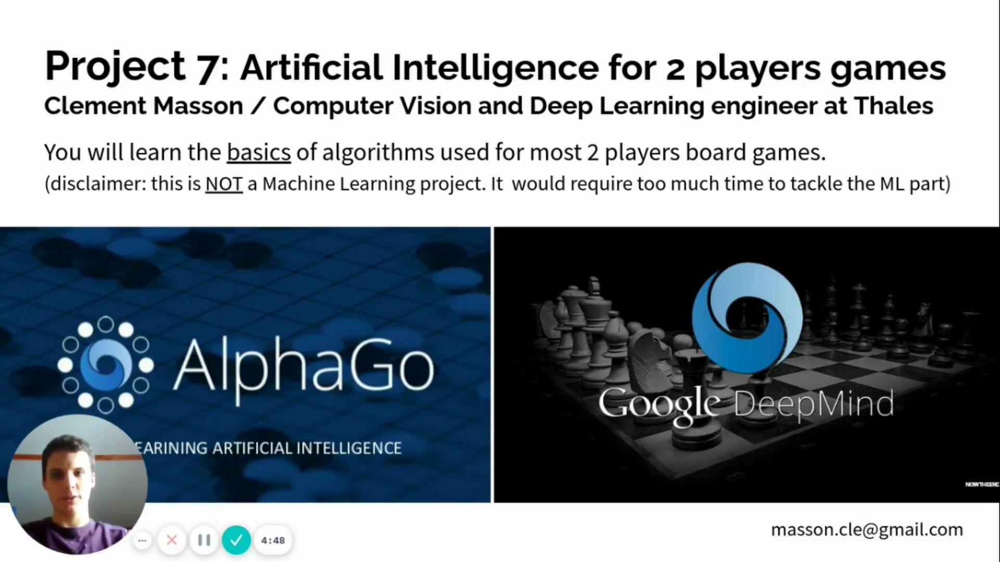 Project 7: Artificial Intelligence for 2 players games
Clement Masson / Computer Vision and Deep Learning engineer at Thales
You will learn the basics of algorithms used for most 2 players board games.
(disclaimer: this is NOT a Machine Learning project. It  would require too much time to tackle the ML part)
AlphaGo
EARINING ARTIFICIAL INTELLIGENCE
Google DeepMind
NOWTHEEND
masson.cle@gmail.com
4:48